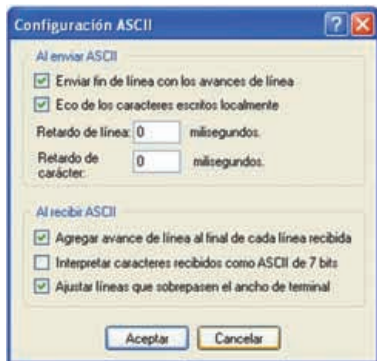 Configuración ASCII
Al enviar ASCII
Enviar fin de línea con los avances de línea
Eco de los caracteres escritos localmente
Retardo de línea: 0 milisegundos.
Retardo de
carácter: 0 milisegundos.
Al recibir ASCII
Agregar avance de línea al final de cada línea recibida
Interpretar caracteres recibidos como ASCII de 7 bits
Ajustar líneas que sobrepasen el ancho de terminal
Aceptar Cancelar